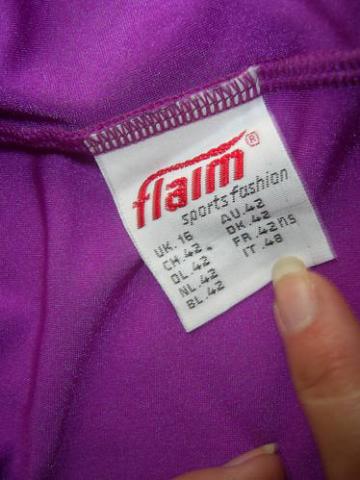 flaim ®
sports fashion
UK.16 AU.42
CH.42. DK.42
DL.42 FR.42ns
NL.42 IT.48
BL.42